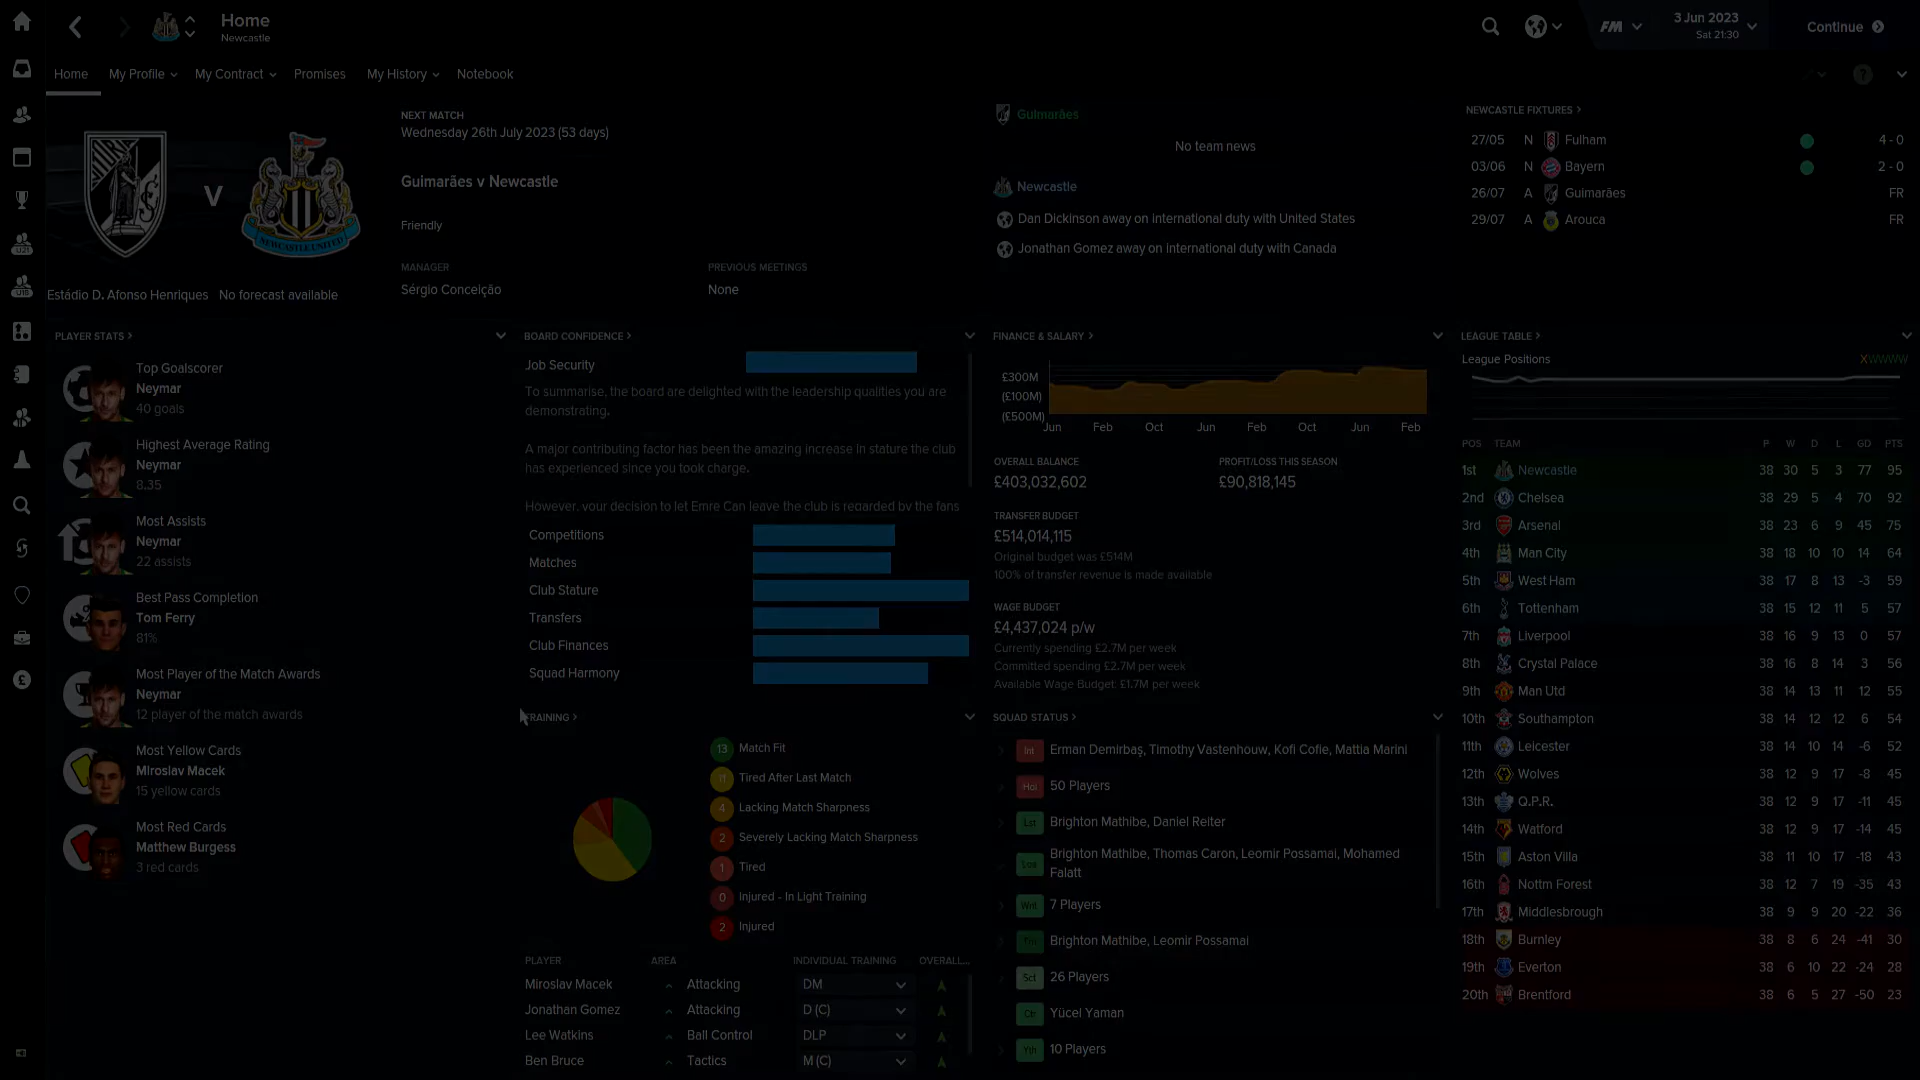 Home
Newcastle
FM
3 Jun 2023
Sat 21:30
Continue
Home
My Profile
My Contract
Promises
My History
Notebook
?
V
NEWCASTLE UNITED
Estádio D. Afonso Henriques
No forecast available
NEXT MATCH
Wednesday 26th July 2023 (53 days)
Guimarães v Newcastle
Friendly
MANAGER
Sérgio Conceição
PREVIOUS MEETINGS
None
Guimarães
No team news
Newcastle
Dan Dickinson away on international duty with United States
Jonathan Gomez away on international duty with Canada
NEWCASTLE FIXTURES >
27/05 N Fulham 4 - 0
03/06 N Bayern 2 - 0
26/07 A Guimarães FR
29/07 A Arouca FR
U21
U18
PLAYER STATS >
Top Goalscorer
Neymar
40 goals
Highest Average Rating
Neymar
8.35
Most Assists
Neymar
22 assists
Best Pass Completion
Tom Ferry
81%
Most Player of the Match Awards
Neymar
12 player of the match awards
Most Yellow Cards
Miroslav Macek
15 yellow cards
Most Red Cards
Matthew Burgess
3 red cards
BOARD CONFIDENCE >
Job Security
To summarise, the board are delighted with the leadership qualities you are
demonstrating.
A major contributing factor has been the amazing increase in stature the club
has experienced since you took charge.
However, your decision to let Emre Can leave the club is regarded by the fans
Competitions
Matches
Club Stature
Transfers
Club Finances
Squad Harmony
TRAINING >
13 Match Fit
11 Tired After Last Match
4 Lacking Match Sharpness
2 Severely Lacking Match Sharpness
1 Tired
0 Injured - In Light Training
2 Injured
PLAYER AREA INDIVIDUAL TRAINING OVERALL...
Miroslav Macek Attacking DM
Jonathan Gomez Attacking D (C)
Lee Watkins Ball Control DLP
Ben Bruce Tactics M (C)
FINANCE & SALARY >
£300M
(£100M)
(£500M)
Jun Feb Oct Jun Feb Oct Jun Feb
OVERALL BALANCE
£403,032,602
PROFIT/LOSS THIS SEASON
£90,818,145
TRANSFER BUDGET
£514,014,115
Original budget was £514M
100% of transfer revenue is made available
WAGE BUDGET
£4,437,024 p/w
Currently spending £2.7M per week
Committed spending £2.7M per week
Available Wage Budget: £1.7M per week
SQUAD STATUS >
Int Erman Demirbaş, Timothy Vastenhouw, Kofi Cofie, Mattia Marini
Hol 50 Players
Lst Brighton Mathibe, Daniel Reiter
Loa Brighton Mathibe, Thomas Caron, Leomir Possamai, Mohamed
Falatt
Wnt 7 Players
Brighton Mathibe, Leomir Possamai
Sct 26 Players
Ctr Yücel Yaman
Yth 10 Players
LEAGUE TABLE >
League Positions XWWWW
POS TEAM P W D L GD PTS
1st Newcastle 38 30 5 3 77 95
2nd Chelsea 38 29 5 4 70 92
3rd Arsenal 38 23 6 9 45 75
4th Man City 38 18 10 10 14 64
5th West Ham 38 17 8 13 -3 59
6th Tottenham 38 15 12 11 5 57
7th Liverpool 38 16 9 13 0 57
8th Crystal Palace 38 16 8 14 3 56
9th Man Utd 38 14 13 11 12 55
10th Southampton 38 14 12 12 6 54
11th Leicester 38 14 10 14 -6 52
12th Wolves 38 12 9 17 -8 45
13th Q.P.R. 38 12 9 17 -11 45
14th Watford 38 12 9 17 -14 45
15th Aston Villa 38 11 10 17 -18 43
16th Nottm Forest 38 12 7 19 -35 43
17th Middlesbrough 38 9 9 20 -22 36
18th Burnley 38 8 6 24 -41 30
19th Everton 38 6 10 22 -24 28
20th Brentford 38 6 5 27 -50 23